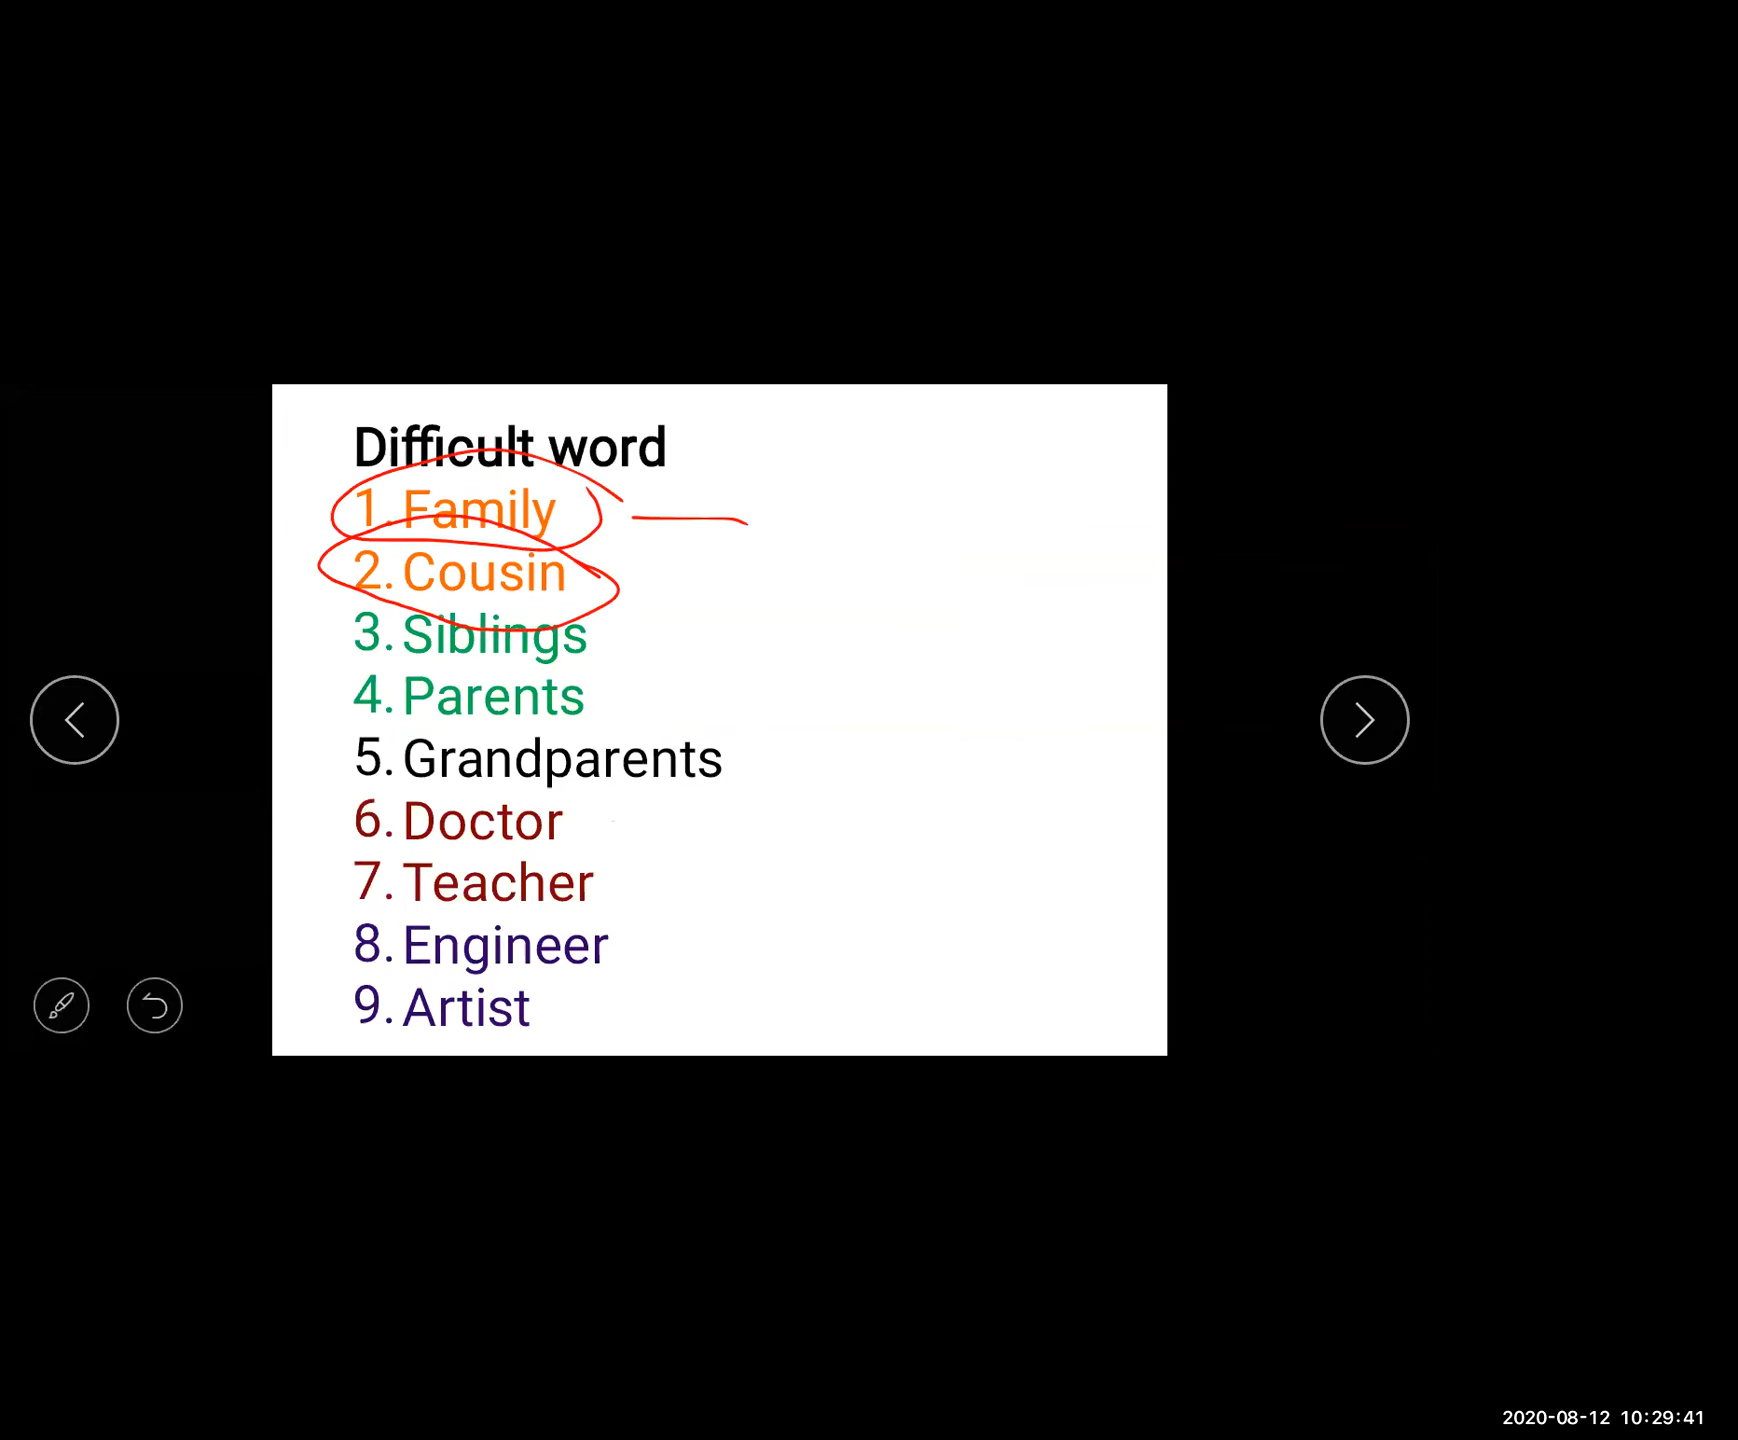 Difficult word
1. Family
2. Cousin
3. Siblings
4. Parents
5. Grandparents
6. Doctor
7. Teacher
8. Engineer
9. Artist
2020-08-12 10:29:41